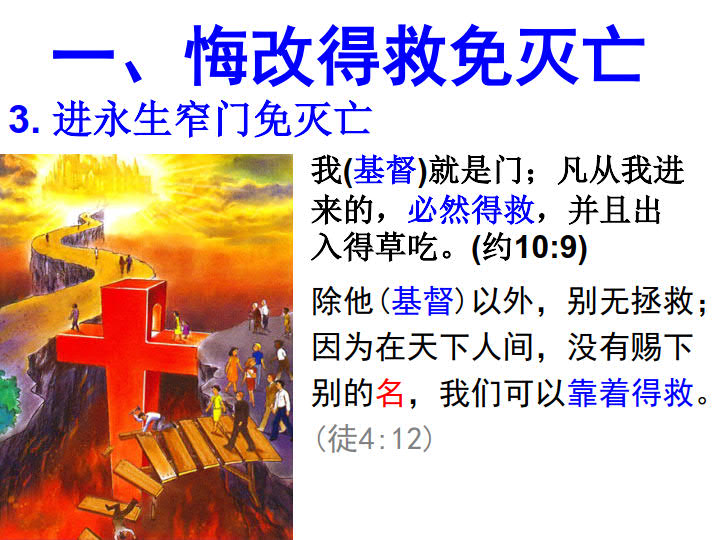 一、悔改得救免灭亡
3. 进永生窄门免灭亡
我(基督)就是门；凡从我进
来的，必然得救，并且出
入得草吃。(约10:9)
除他(基督)以外，别无拯救；
因为在天下人间，没有赐下
别的名，我们可以靠着得救。
(徒4:12)